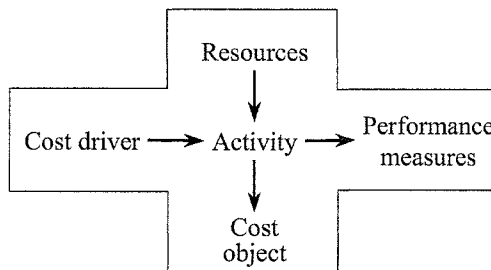 Resources
Cost driver
Activity
Performance
measures
Cost
object